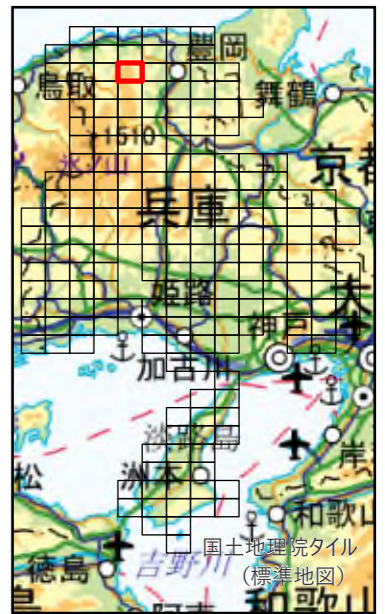 豊岡
鳥取
舞鶴
1510
氷ノ山
京都
兵庫
姫路
神戸
大
加古川
淡路島
松
洲本
岸
和歌山
国土地理院タイル
徳島
吉野川
(標準地図)
島
和歌山